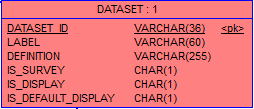 DATASET : 1
DATASET_ID VARCHAR(36) <pk>
LABEL VARCHAR(60)
DEFINITION VARCHAR(255)
IS_SURVEY CHAR(1)
IS_DISPLAY CHAR(1)
IS_DEFAULT_DISPLAY CHAR(1)